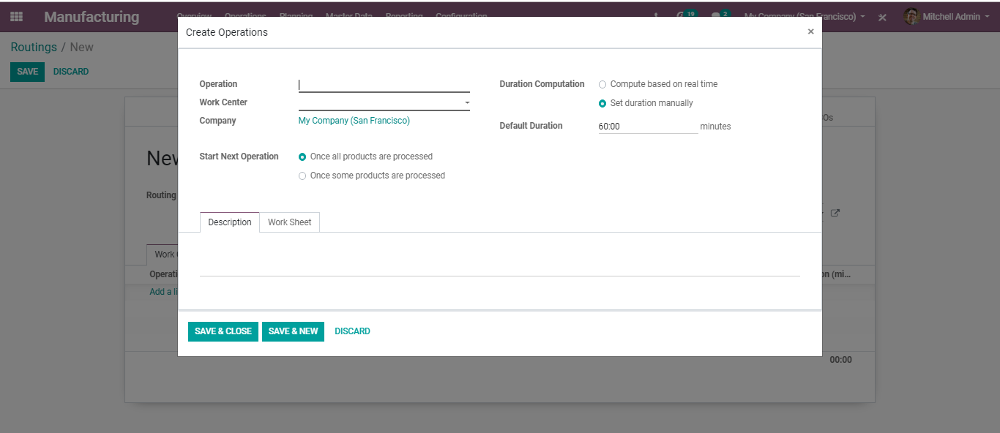 Manufacturing Overview Operations Planning Master Data Reporting Configuration 19 2 My Company (San Francisco) Mitchell Admin
Routings / New
SAVE DISCARD
Create Operations ×
Operation
Work Center
Company My Company (San Francisco)
Start Next Operation Once all products are processed
Once some products are processed
Duration Computation Compute based on real time
Set duration manually
Default Duration 60:00 minutes
Description Work Sheet
SAVE & CLOSE SAVE & NEW DISCARD
New
Routing
Work
Operati
Add a li
on (mi...
00:00